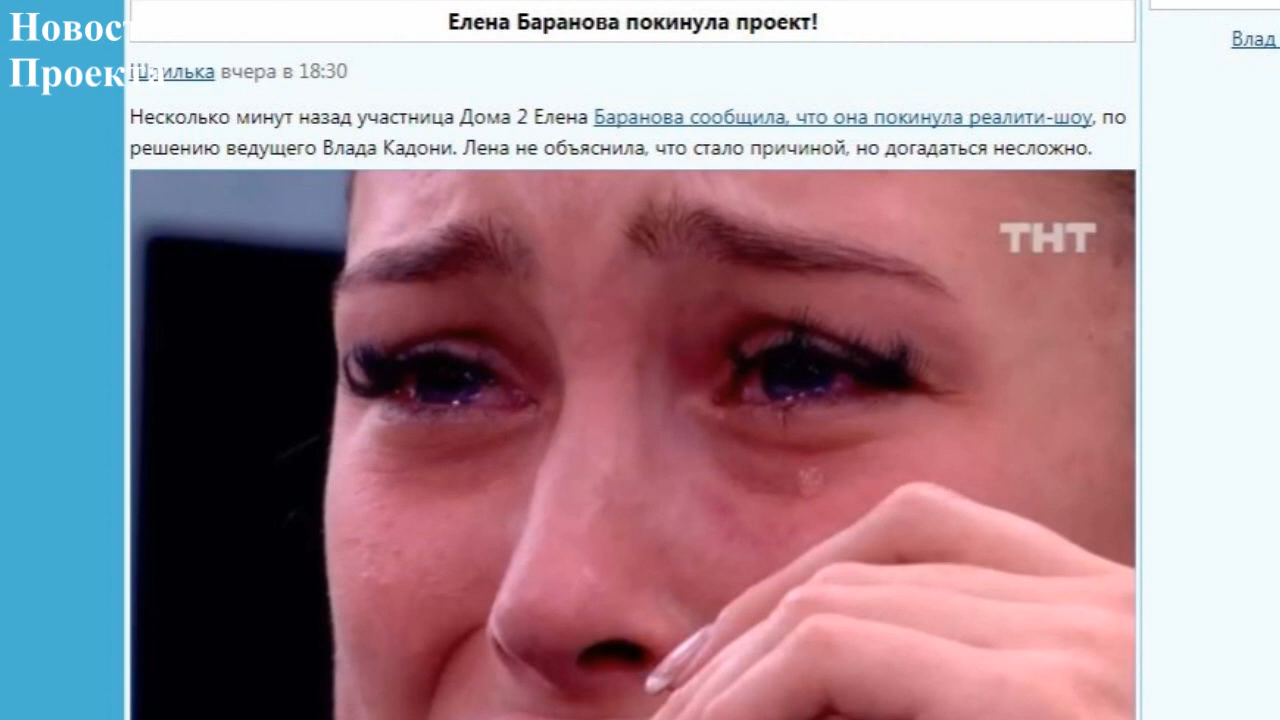 Новост
Проек
Елена Баранова покинула проект!
Влад
вчера в 18:30
Несколько минут назад участница Дома 2 Елена Баранова сообщила, что она покинула реалити-шоу, по
решению ведущего Влада Кадони. Лена не объяснила, что стало причиной, но догадаться несложно.
ТНТ